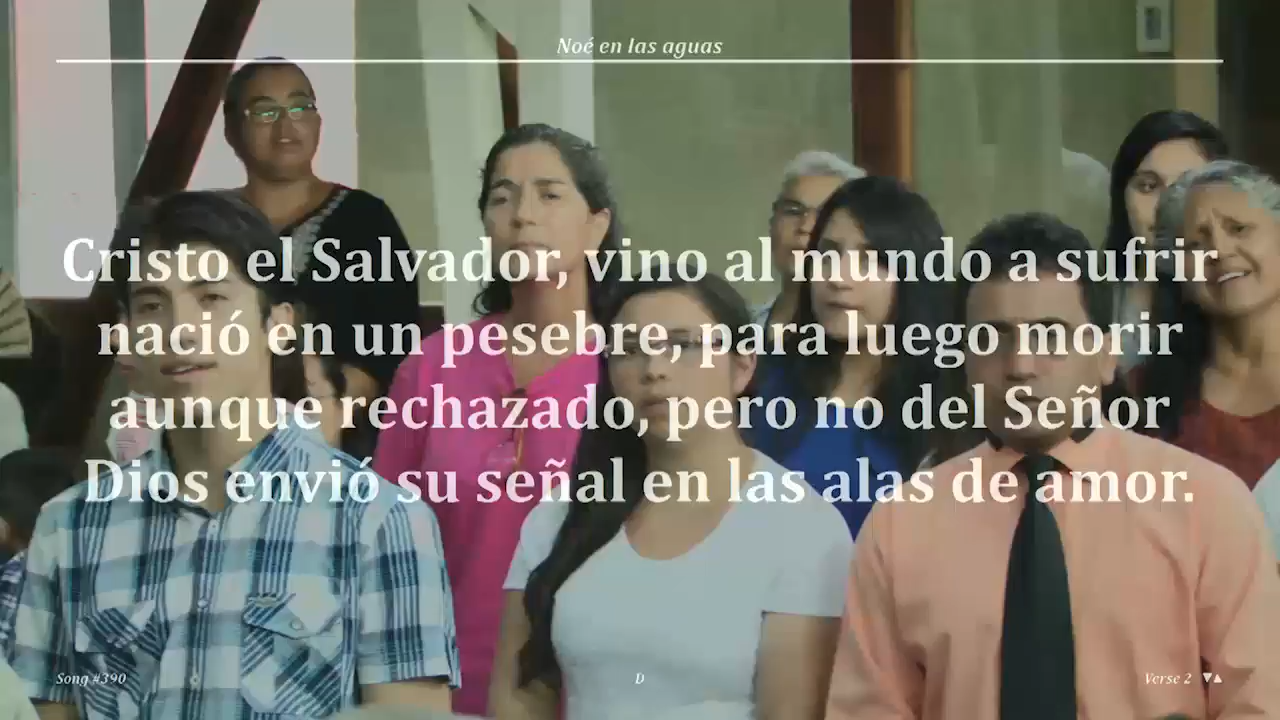 Noé en las aguas
Cristo el Salvador, vino al mundo a sufrir
nació en un pesebre, para luego morir
aunque rechazado, pero no del Señor
Dios envió su señal en las alas de amor.
Song #390 D Verse 2 ▼▲